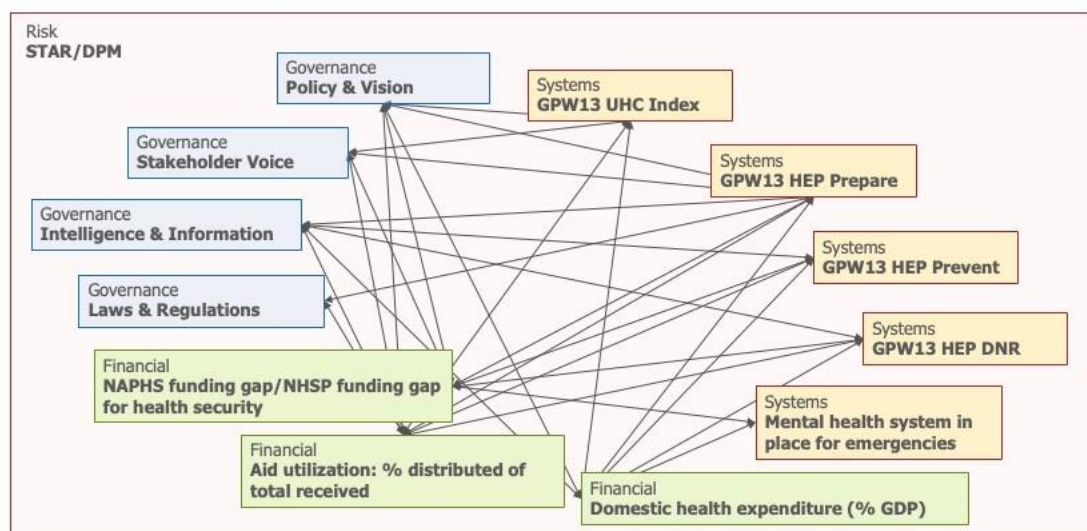 Risk
STAR/DPM
Governance
Policy & Vision
Systems
GPW13 UHC Index
Governance
Stakeholder Voice
Systems
GPW13 HEP Prepare
Governance
Intelligence & Information
Systems
GPW13 HEP Prevent
Governance
Laws & Regulations
Systems
GPW13 HEP DNR
Financial
NAPHS funding gap/NHSP funding gap
for health security
Systems
Mental health system in
place for emergencies
Financial
Aid utilization: % distributed of
total received
Financial
Domestic health expenditure (% GDP)